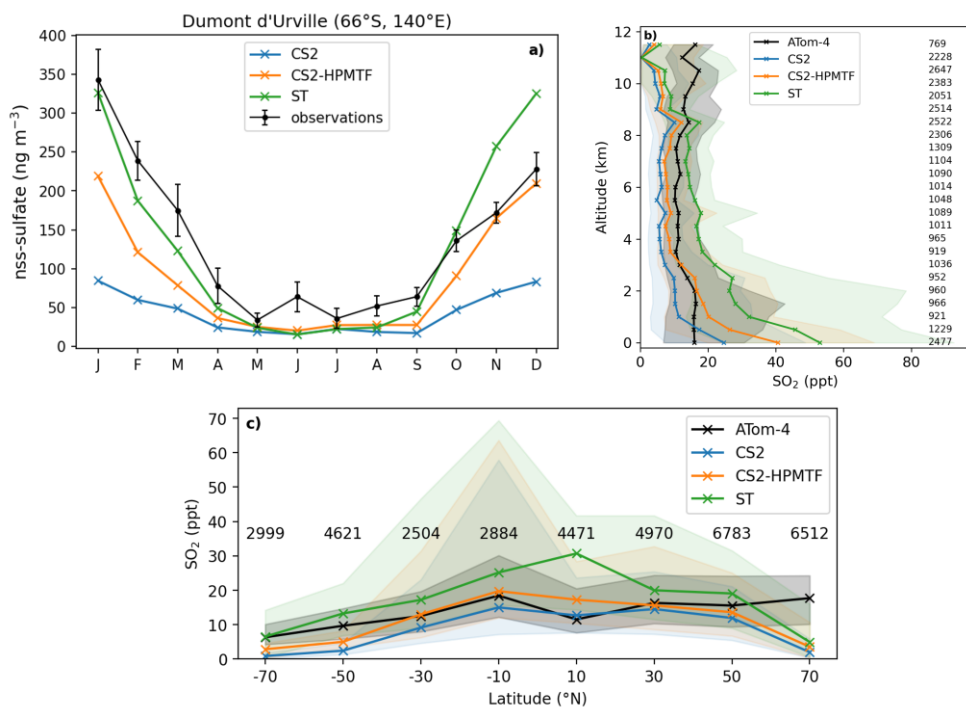 Dumont d'Urville (66°S, 140°E)
a)
nss-sulfate (ng m⁻³)
400
350
300
250
200
150
100
50
0
J F M A M J J A S O N D
CS2
CS2-HPMTF
ST
observations
b)
Altitude (km)
12
10
8
6
4
2
0
0 20 40 60 80
SO₂ (ppt)
ATom-4
CS2
CS2-HPMTF
ST
769
2228
2647
2383
2051
2514
2522
2306
1309
1104
1090
1014
1048
1089
1011
965
919
1036
952
960
966
921
1229
2477
c)
SO₂ (ppt)
70
60
50
40
30
20
10
0
ATom-4
CS2
CS2-HPMTF
ST
2999 4621 2504 2884 4471 4970 6783 6512
-70 -50 -30 -10 10 30 50 70
Latitude (°N)